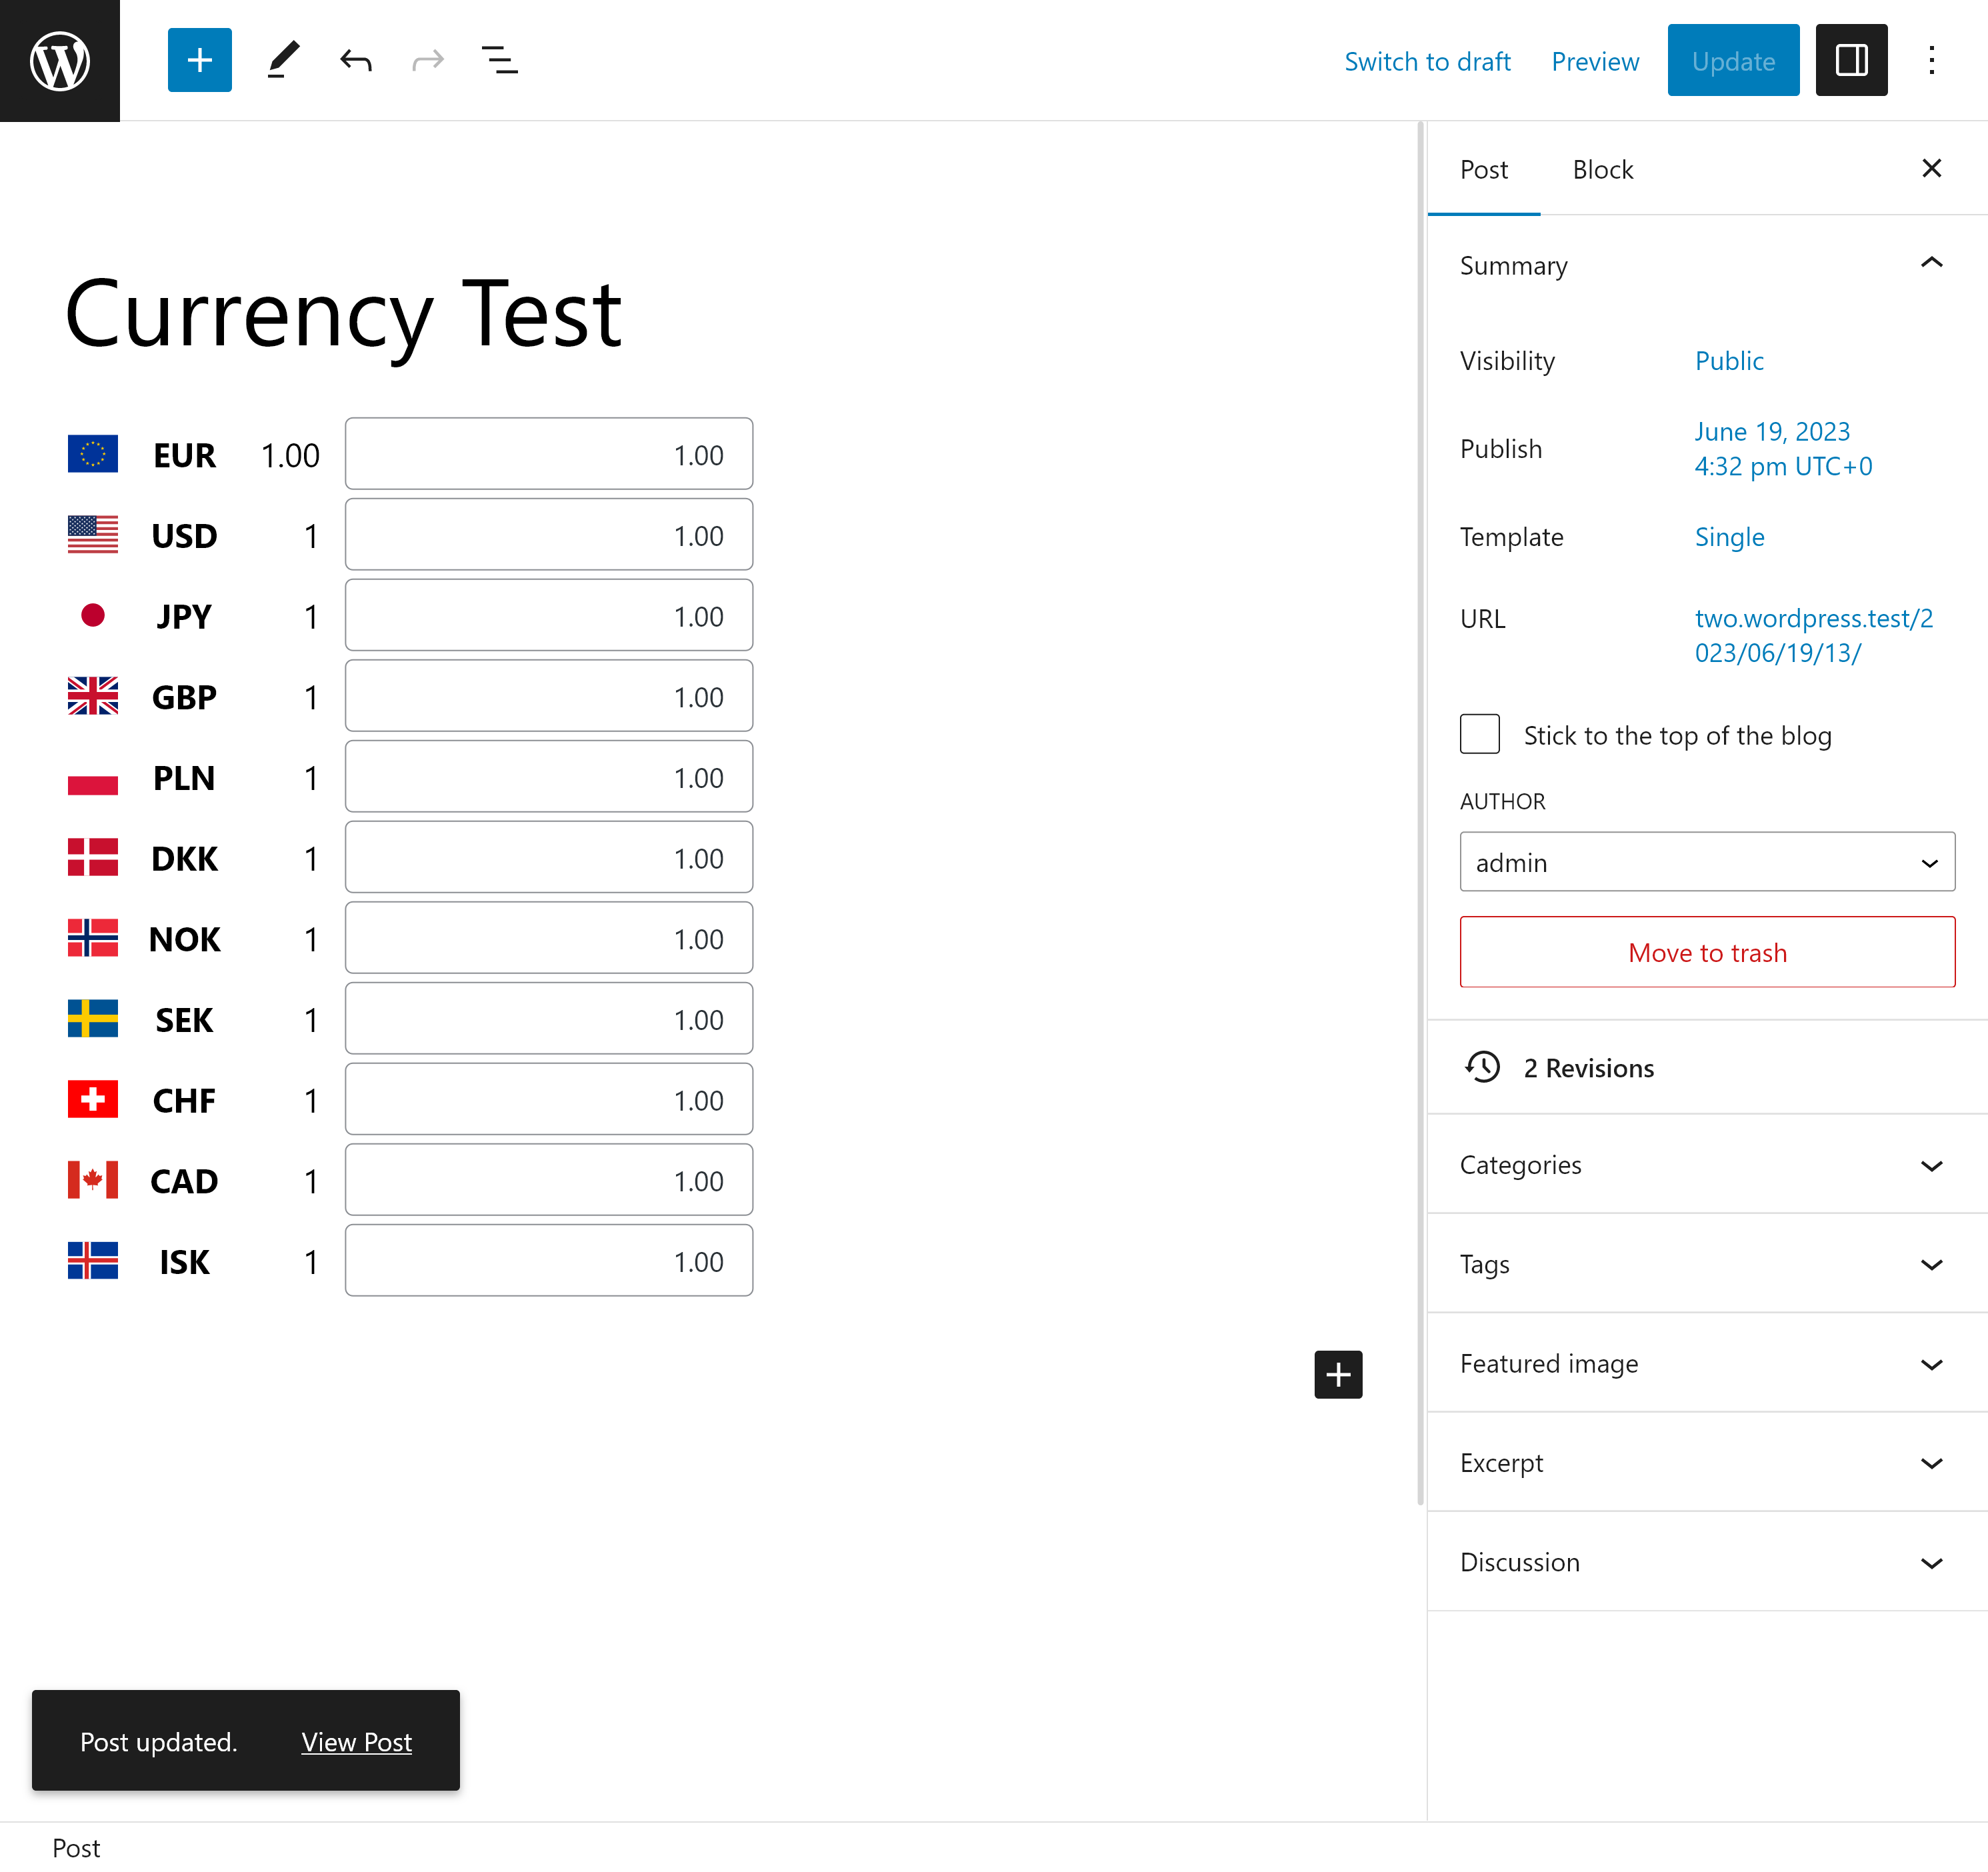 Switch to draft Preview Update
Post Block
Currency Test
EUR 1.00 1.00
USD 1 1.00
JPY 1 1.00
GBP 1 1.00
PLN 1 1.00
DKK 1 1.00
NOK 1 1.00
SEK 1 1.00
CHF 1 1.00
CAD 1 1.00
ISK 1 1.00
Summary
Visibility Public
Publish June 19, 2023
4:32 pm UTC+0
Template Single
URL two.wordpress.test/2
023/06/19/13/
Stick to the top of the blog
AUTHOR
admin
Move to trash
2 Revisions
Categories
Tags
Featured image
Excerpt
Discussion
Post updated. View Post
Post